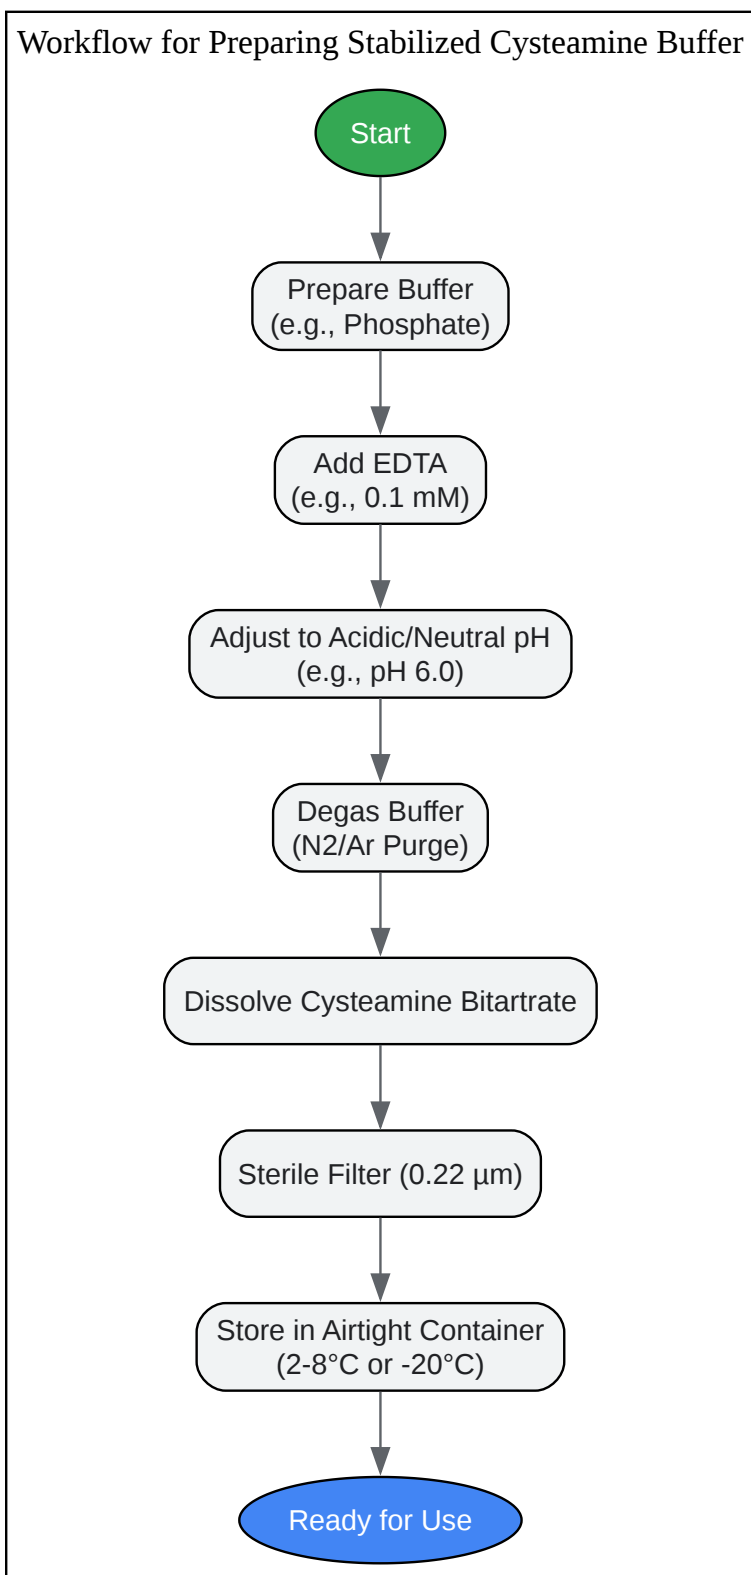 Workflow for Preparing Stabilized Cysteamine Buffer
Start
Prepare Buffer
(e.g., Phosphate)
Add EDTA
(e.g., 0.1 mM)
Adjust to Acidic/Neutral pH
(e.g., pH 6.0)
Degas Buffer
(N2/Ar Purge)
Dissolve Cysteamine Bitartrate
Sterile Filter (0.22 µm)
Store in Airtight Container
(2-8°C or -20°C)
Ready for Use